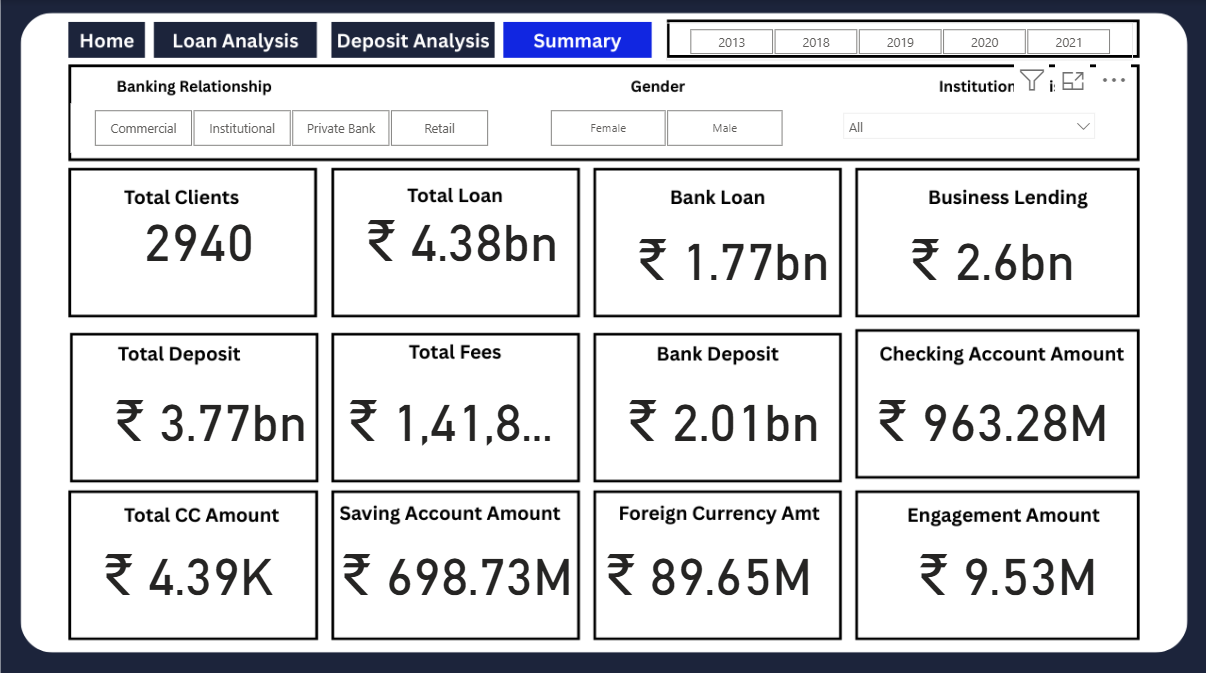 Home
Loan Analysis
Deposit Analysis
Summary
2013
2018
2019
2020
2021
Banking Relationship
Gender
Institution
Commercial
Institutional
Private Bank
Retail
Female
Male
All
Total Clients
2940
Total Loan
₹ 4.38bn
Bank Loan
₹ 1.77bn
Business Lending
₹ 2.6bn
Total Deposit
₹ 3.77bn
Total Fees
₹ 1,41,8...
Bank Deposit
₹ 2.01bn
Checking Account Amount
₹ 963.28M
Total CC Amount
₹ 4.39K
Saving Account Amount
₹ 698.73M
Foreign Currency Amt
₹ 89.65M
Engagement Amount
₹ 9.53M